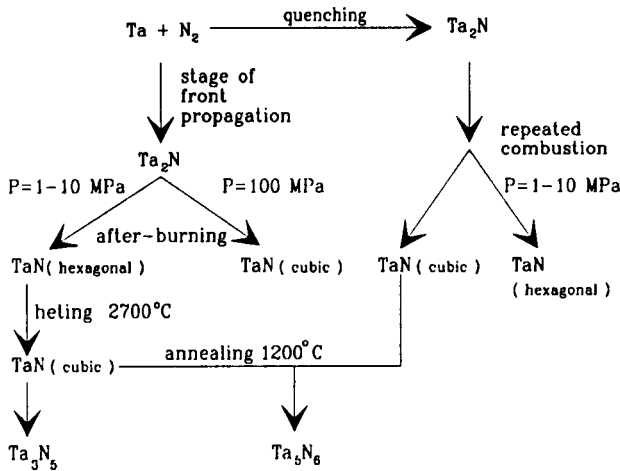 Ta + N₂
quenching
Ta₂N
stage of
front
propagation
repeated
combustion
Ta₂N
P=1-10 MPa
P=100 MPa
P=1-10 MPa
after-burning
TaN ( hexagonal )
TaN ( cubic )
TaN ( cubic )
TaN
( hexagonal )
heting 2700°C
TaN ( cubic )
annealing 1200°C
Ta₃N₅
Ta₅N₆